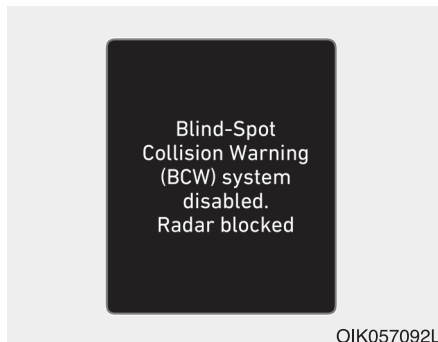 Blind-Spot
Collision Warning
(BCW) system
disabled.
Radar blocked
OIK057092L